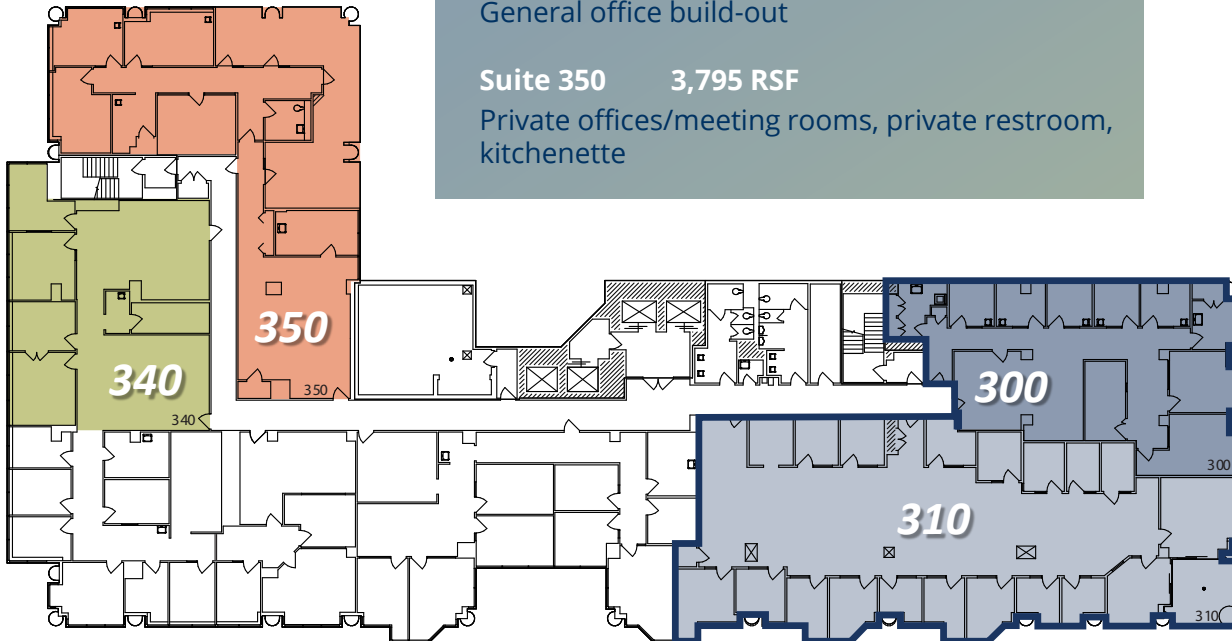 General office build-out
Suite 350 3,795 RSF
Private offices/meeting rooms, private restroom,
kitchenette
350
340
350
340
300
300
310
310